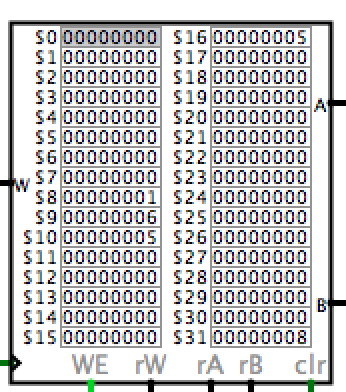 $0 00000000 $16 00000005
$1 00000000 $17 00000000
$2 00000000 $18 00000000
$3 00000000 $19 00000000
$4 00000000 $20 00000000
$5 00000000 $21 00000000
$6 00000000 $22 00000000
$7 00000000 $23 00000000
$8 00000001 $24 00000000
$9 00000006 $25 00000000
$10 00000005 $26 00000000
$11 00000000 $27 00000000
$12 00000000 $28 00000000
$13 00000000 $29 00000000
$14 00000000 $30 00000000
$15 00000000 $31 00000008
A
W
B
WE rW rA rB clr